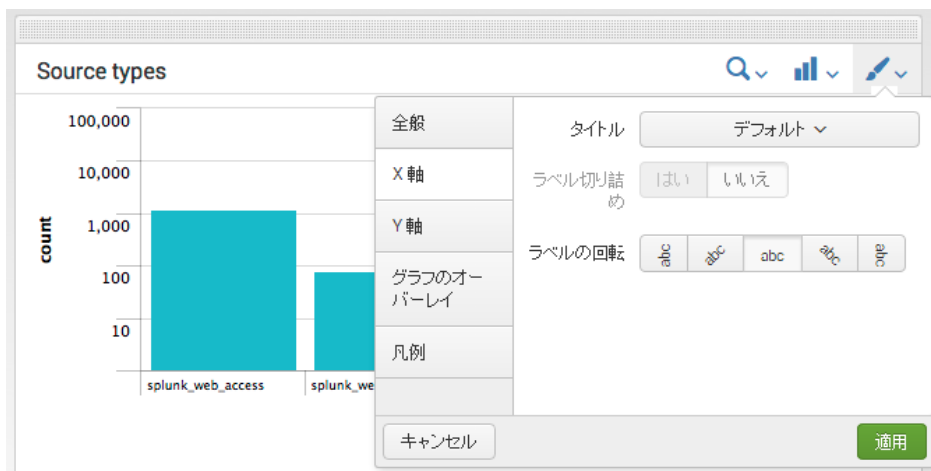 Source types
100,000
10,000
1,000
100
10
count
splunk_web_access
splunk_we
全般
X 軸
Y 軸
グラフのオー
バーレイ
凡例
タイトル
デフォルト
ラベル切り詰
め
はい いいえ
ラベルの回転
abc abc abc abc abc
キャンセル
適用